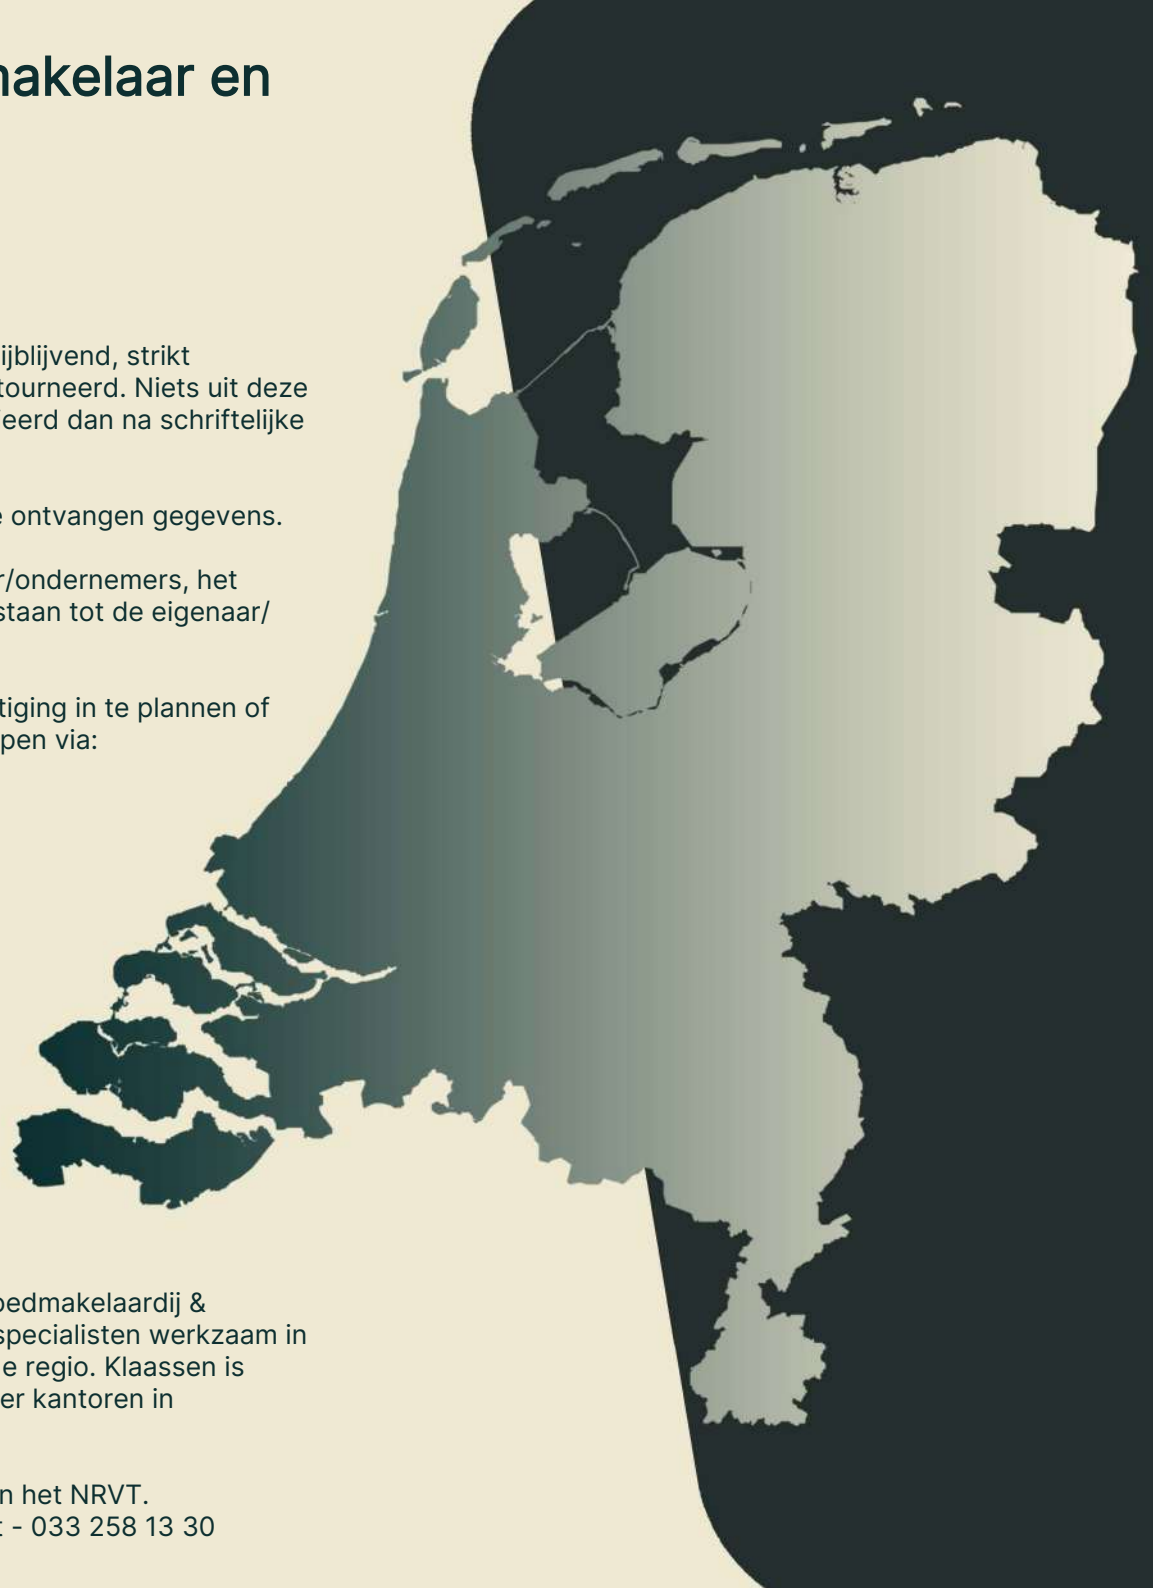 makelaar en
ijblijvend, strikt
tourneerd. Niets uit deze
eerd dan na schriftelijke
ontvangen gegevens.
r/ondernemers, het
staan tot de eigenaar/
tiging in te plannen of
pen via:
oedmakelaardij &
specialisten werkzaam in
e regio. Klaassen is
er kantoren in
n het NRVT.
t - 033 258 13 30